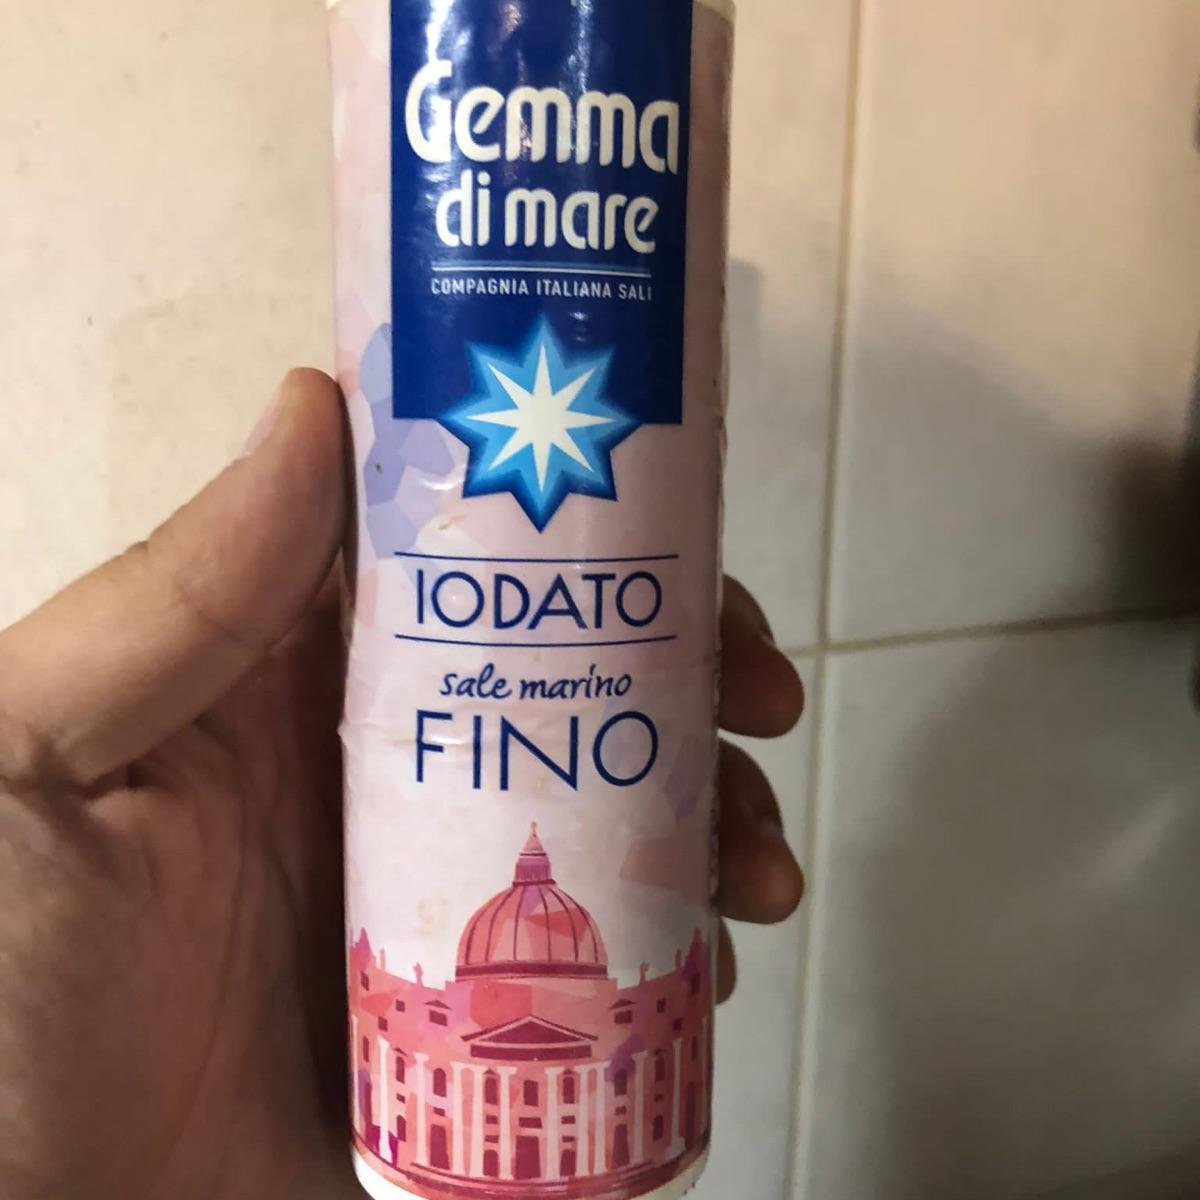 Gemma
di mare
COMPAGNIA ITALIANA SALI
IODATO
sale marino
FINO